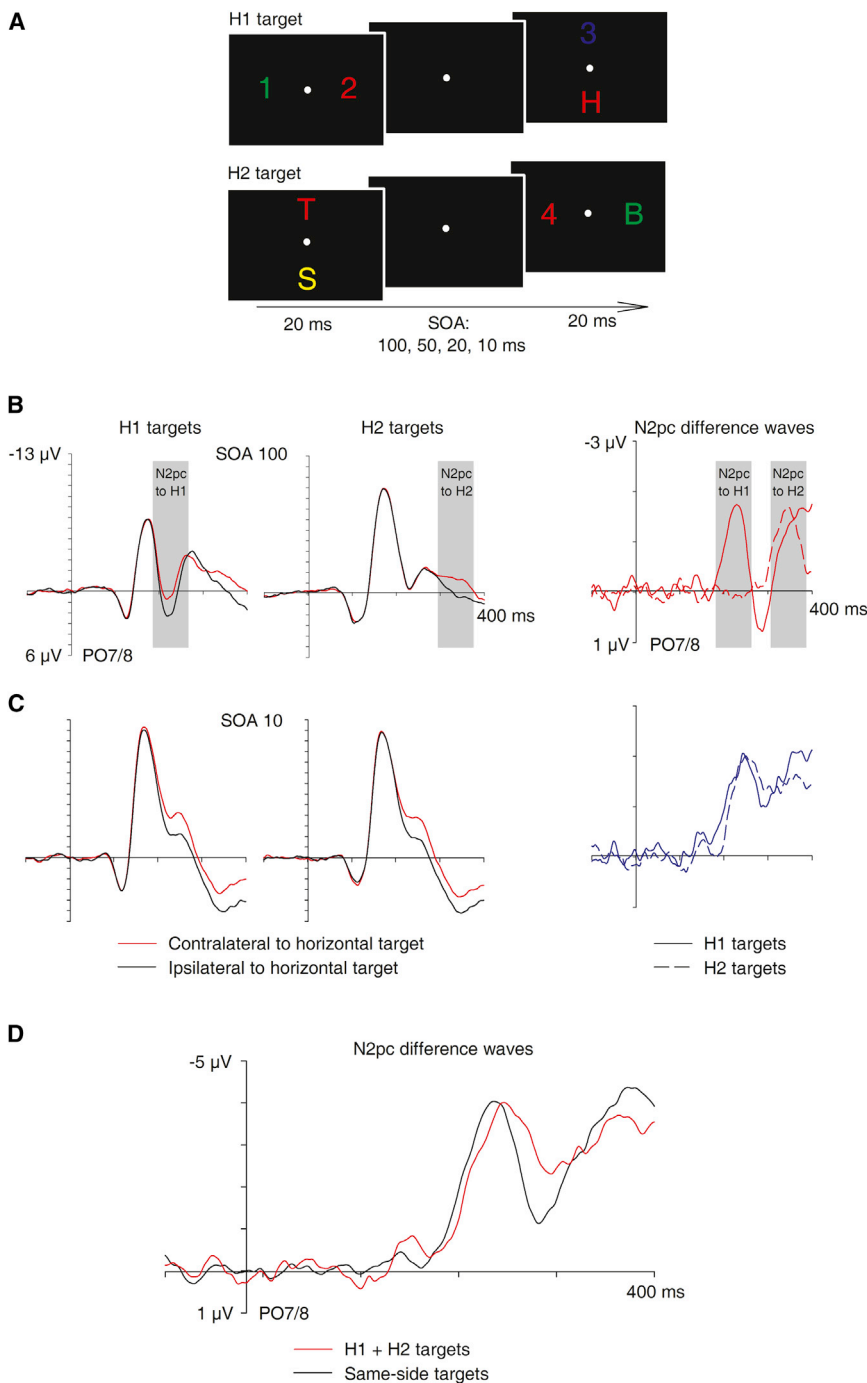 A
H1 target
1 2
3
H
H2 target
T
S
4 B
20 ms
SOA:
100, 50, 20, 10 ms
20 ms
B
H1 targets
H2 targets
N2pc difference waves
-13 µV
SOA 100
-3 µV
N2pc
to H1
N2pc
to H2
N2pc
to H1
N2pc
to H2
400 ms
400 ms
6 µV
PO7/8
1 µV
PO7/8
C
SOA 10
Contralateral to horizontal target
Ipsilateral to horizontal target
H1 targets
H2 targets
D
N2pc difference waves
-5 µV
400 ms
1 µV
PO7/8
H1 + H2 targets
Same-side targets